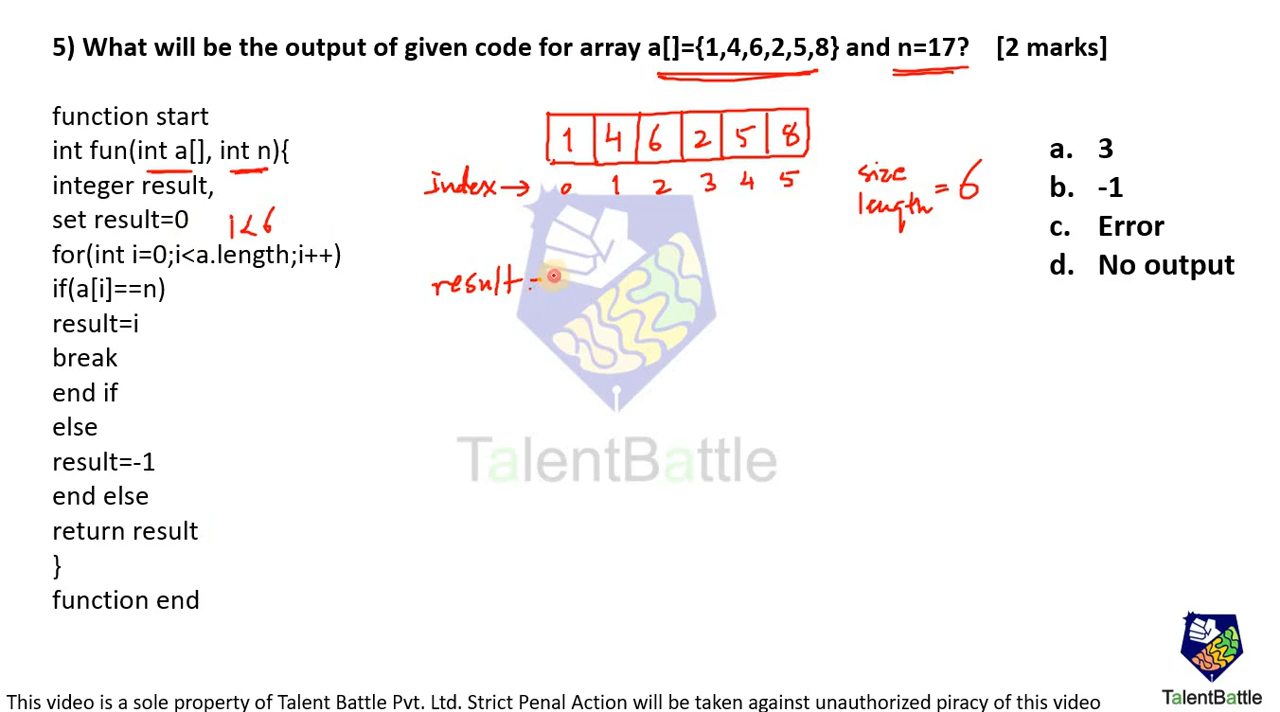 5) What will be the output of given code for array a[]={1,4,6,2,5,8} and n=17? [2 marks]
function start
int fun(int a[], int n){
integer result,
set result=0
1<6
for(int i=0;i<a.length;i++)
if(a[i]==n)
result=i
break
end if
else
result=-1
end else
return result
}
function end
1 4 6 2 5 8
index→ 0 1 2 3 4 5
size
length = 6
result =
a. 3
b. -1
c. Error
d. No output
TalentBattle
TalentBattle
This video is a sole property of Talent Battle Pvt. Ltd. Strict Penal Action will be taken against unauthorized piracy of this video